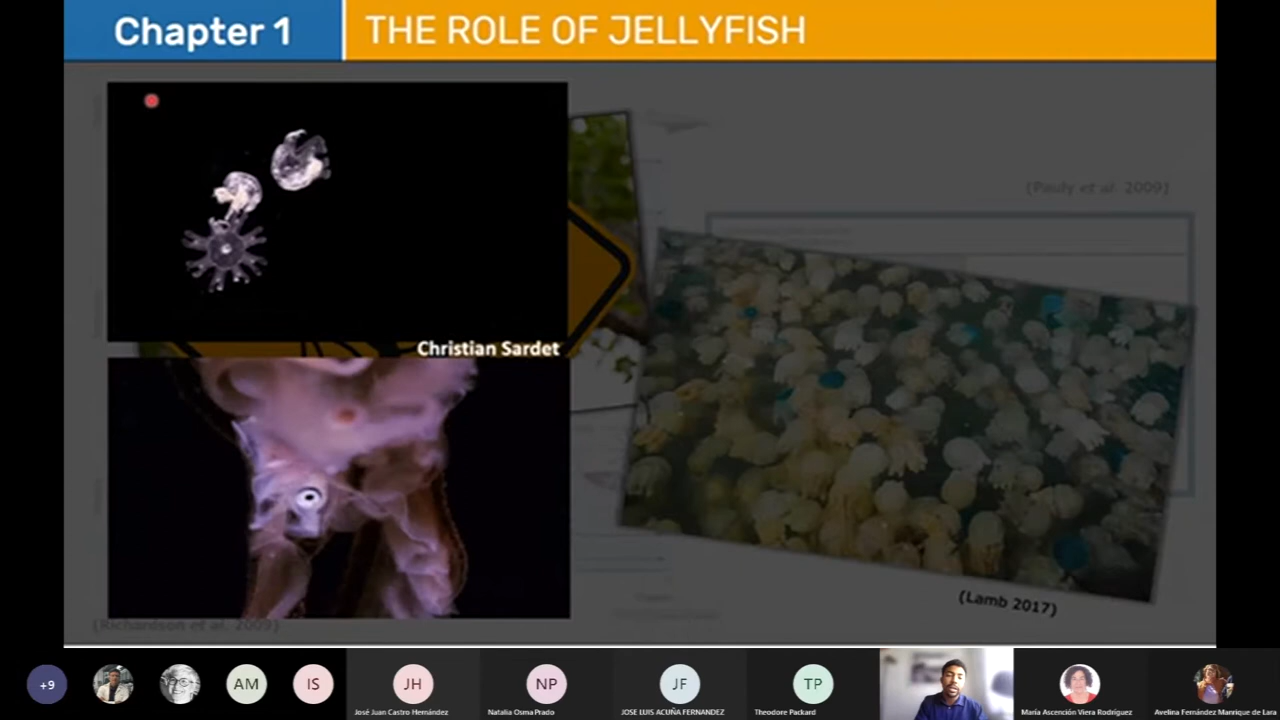 Chapter 1
THE ROLE OF JELLYFISH
(Pauly et al. 2009)
Christian Sardet
(Lamb 2017)
(Richardson et al. 2009)
+9
AM
IS
JH
NP
JF
TP
José Juan Castro Hernández
Natalia Osma Prado
JOSE LUIS ACUÑA FERNANDEZ
Theodore Packard
María Ascención Viera Rodríguez
Avelina Fernández Manrique de Lara